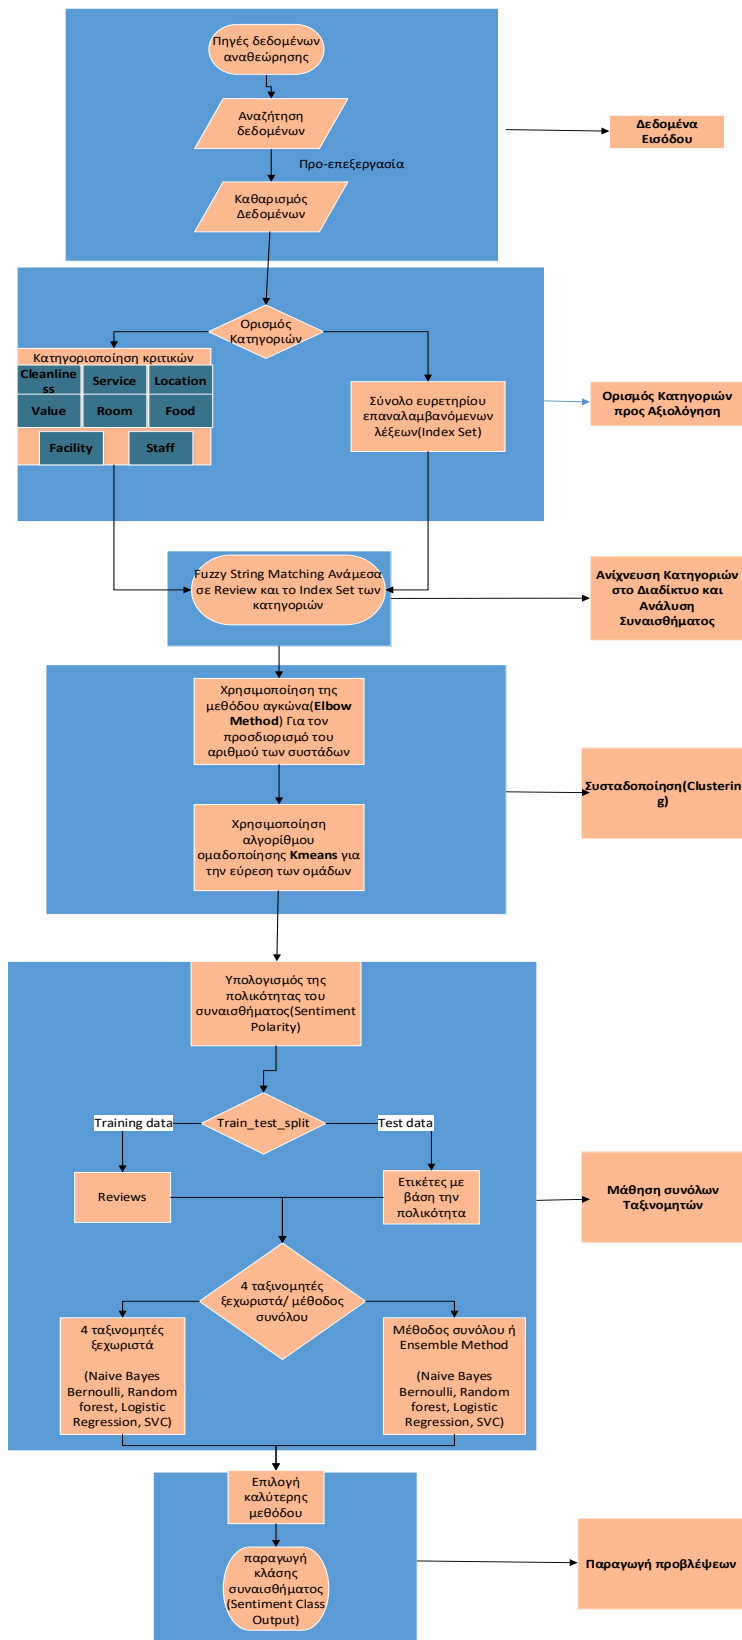 Πηγές δεδομένων
αναθεώρησης
Αναζήτηση
δεδομένων
Δεδομένα
Εισόδου
Προ-επεξεργασία
Καθαρισμός
Δεδομένων
Ορισμός
Κατηγοριών
Κατηγοριοποίηση κριτικών
Cleanline
ss
Service
Location
Value
Room
Food
Facility
Staff
Σύνολο ευρετηρίου
επαναλαμβανόμενων
λέξεων(Index Set)
Ορισμός Κατηγοριών
προς Αξιολόγηση
Fuzzy String Matching Ανάμεσα
σε Review και το Index Set των
κατηγοριών
Ανίχνευση Κατηγοριών
στο Διαδίκτυο και
Ανάλυση
Συναισθήματος
Χρησιμοποίηση της
μεθόδου αγκώνα(Elbow
Method) Για τον
προσδιορισμό του
αριθμού των συστάδων
Χρησιμοποίηση
αλγορίθμου
ομαδοποίησης Kmeans για
την εύρεση των ομάδων
Συσταδοποίηση(Clusterin
g)
Υπολογισμός της
πολικότητας του
συναισθήματος(Sentiment
Polarity)
Train_test_split
Training data
Test data
Reviews
Ετικέτες με
βάση την
πολικότητα
Μάθηση συνόλων
Ταξινομητών
4 ταξινομητές
ξεχωριστά/ μέθοδος
συνόλου
4 ταξινομητές
ξεχωριστά
(Naive Bayes
Bernoulli, Random
forest, Logistic
Regression, SVC)
Μέθοδος συνόλου ή
Ensemble Method
(Naive Bayes
Bernoulli, Random
forest, Logistic
Regression, SVC)
Επιλογή
καλύτερης
μεθόδου
παραγωγή
κλάσης
συναισθήματος
(Sentiment Class
Output)
Παραγωγή προβλέψεων